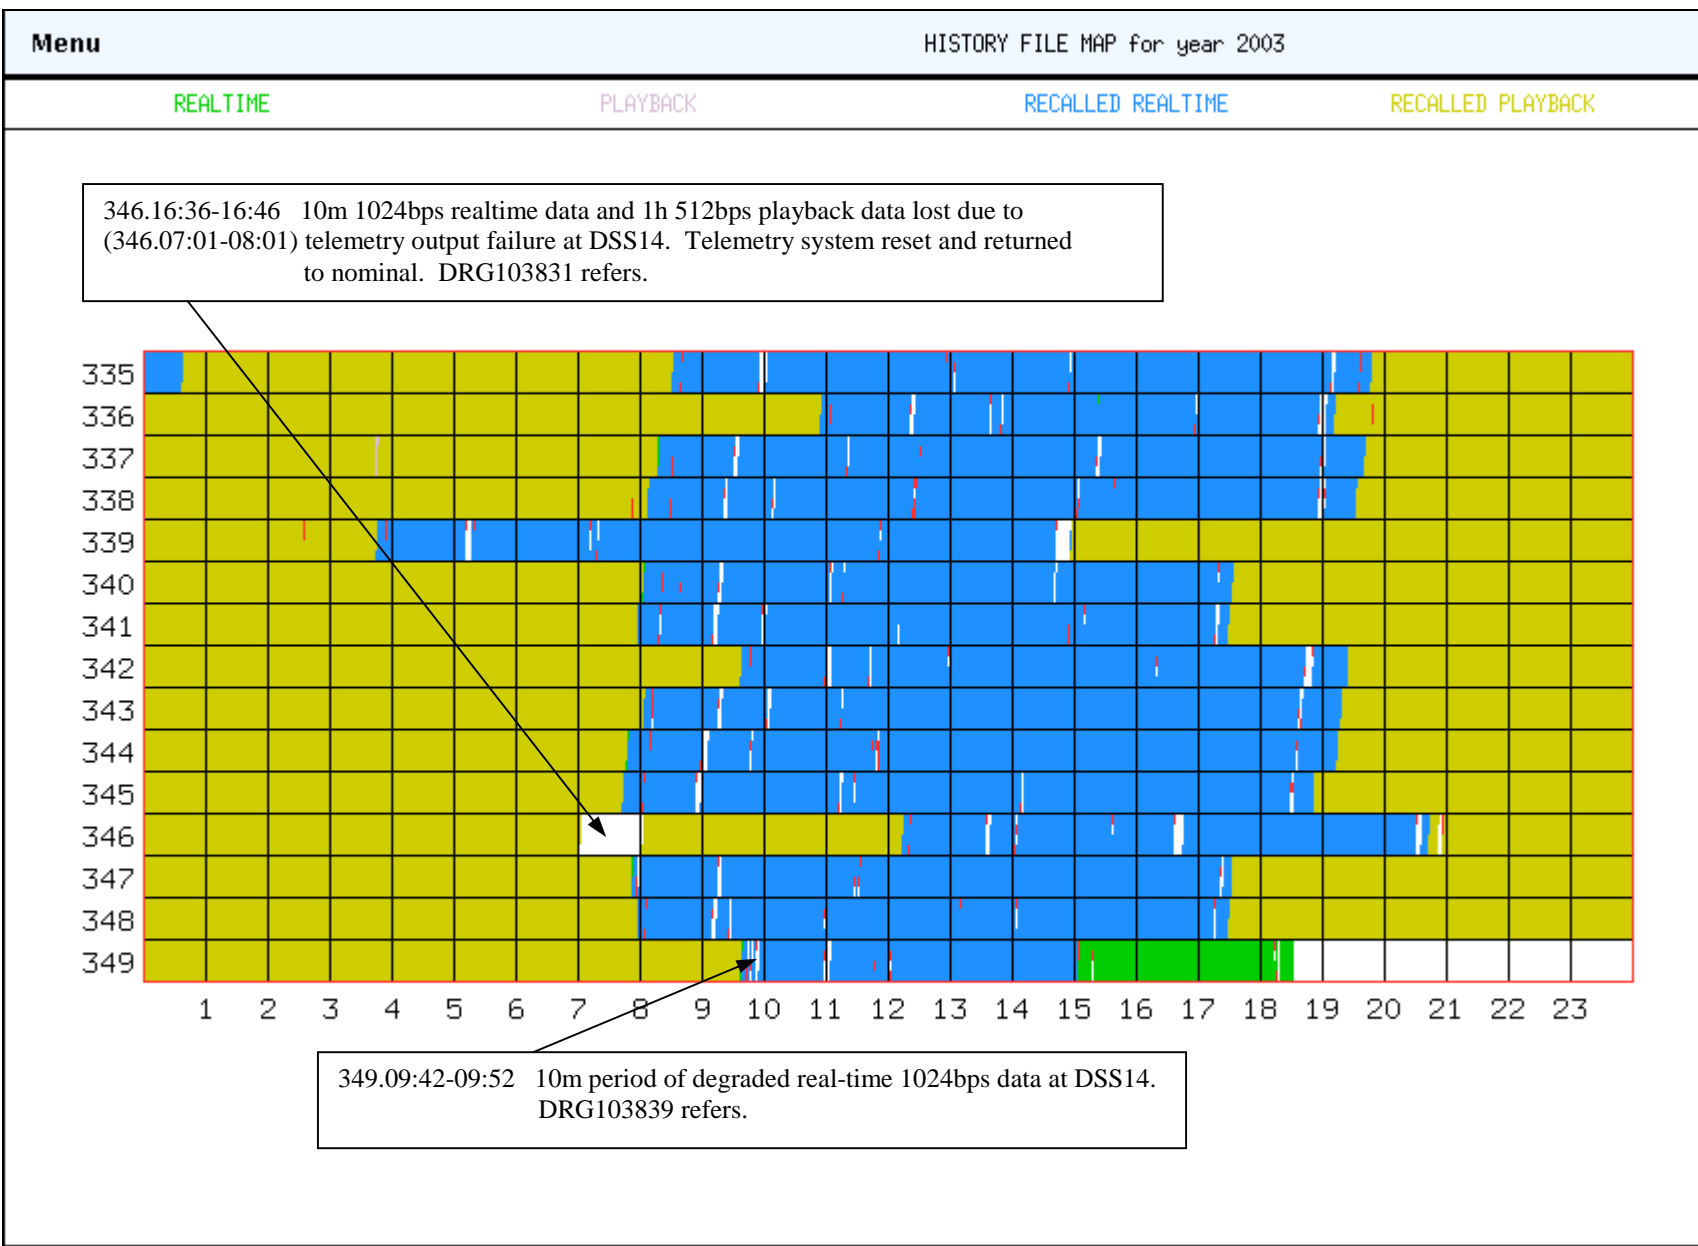 Menu
HISTORY FILE MAP for year 2003
REALTIME PLAYBACK RECALLED REALTIME RECALLED PLAYBACK
346.16:36-16:46 10m 1024bps realtime data and 1h 512bps playback data lost due to
(346.07:01-08:01) telemetry output failure at DSS14. Telemetry system reset and returned
to nominal. DRG103831 refers.
335
336
337
338
339
340
341
342
343
344
345
346
347
348
349
1 2 3 4 5 6 7 8 9 10 11 12 13 14 15 16 17 18 19 20 21 22 23
349.09:42-09:52 10m period of degraded real-time 1024bps data at DSS14.
DRG103839 refers.